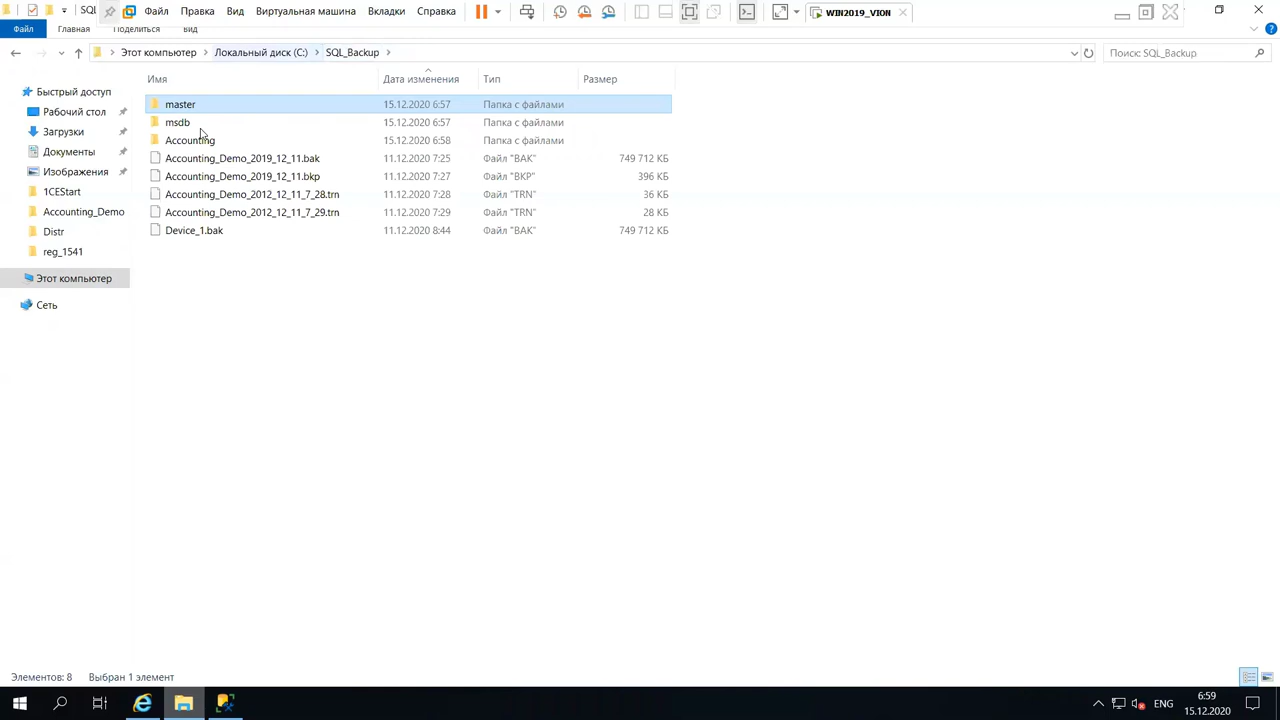 SQL Файл Правка Вид Виртуальная машина Вкладки Справка WIN2019_VION
Файл Главная Поделиться Вид
Этот компьютер Локальный диск (C:) SQL_Backup Поиск: SQL_Backup
Имя Дата изменения Тип Размер
Быстрый доступ
Рабочий стол
Загрузки
Документы
Изображения
1CEStart
Accounting_Demo
Distr
reg_1541
Этот компьютер
Сеть
master 15.12.2020 6:57 Папка с файлами
msdb 15.12.2020 6:57 Папка с файлами
Accounting 15.12.2020 6:58 Папка с файлами
Accounting_Demo_2019_12_11.bak 11.12.2020 7:25 Файл "BAK" 749 712 КБ
Accounting_Demo_2019_12_11.bkp 11.12.2020 7:27 Файл "BKP" 396 КБ
Accounting_Demo_2012_12_11_7_28.trn 11.12.2020 7:28 Файл "TRN" 36 КБ
Accounting_Demo_2012_12_11_7_29.trn 11.12.2020 7:29 Файл "TRN" 28 КБ
Device_1.bak 11.12.2020 8:44 Файл "BAK" 749 712 КБ
Элементов: 8 Выбран 1 элемент
ENG
6:59
15.12.2020